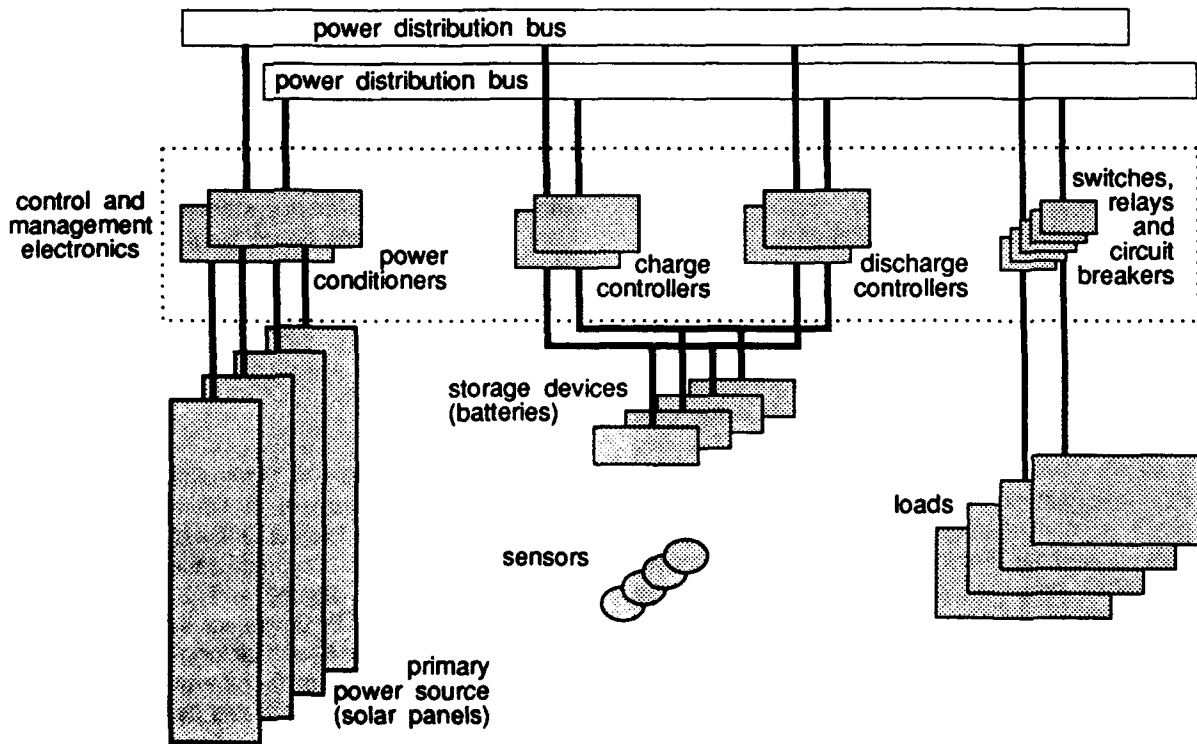 power distribution bus
power distribution bus
control and
management
electronics
power
conditioners
charge
controllers
discharge
controllers
switches,
relays
and
circuit
breakers
storage devices
(batteries)
loads
sensors
primary
power source
(solar panels)